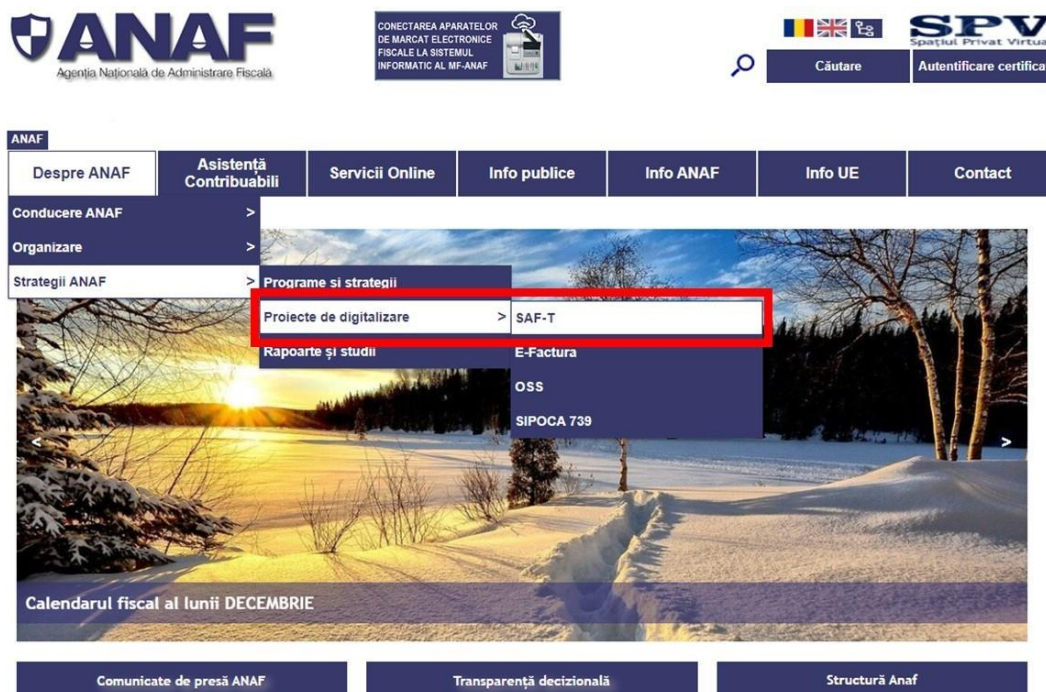 ANAF
Agenția Națională de Administrare Fiscală
CONECTAREA APARATELOR
DE MARCAT ELECTRONICE
FISCALE LA SISTEMUL
INFORMATIC AL MF-ANAF
SPV
Spațiul Privat Virtua
Căutare
Autentificare certifica
ANAF
Despre ANAF
Asistență
Contribuabili
Servicii Online
Info publice
Info ANAF
Info UE
Contact
Conducere ANAF >
Organizare >
Strategii ANAF >
Programe si strategii
Proiecte de digitalizare >
SAF-T
Rapoarte și studii
E-Factura
OSS
SIPOCA 739
< >
Calendarul fiscal al lunii DECEMBRIE
Comunicate de presă ANAF
Transparență decizională
Structură Anaf